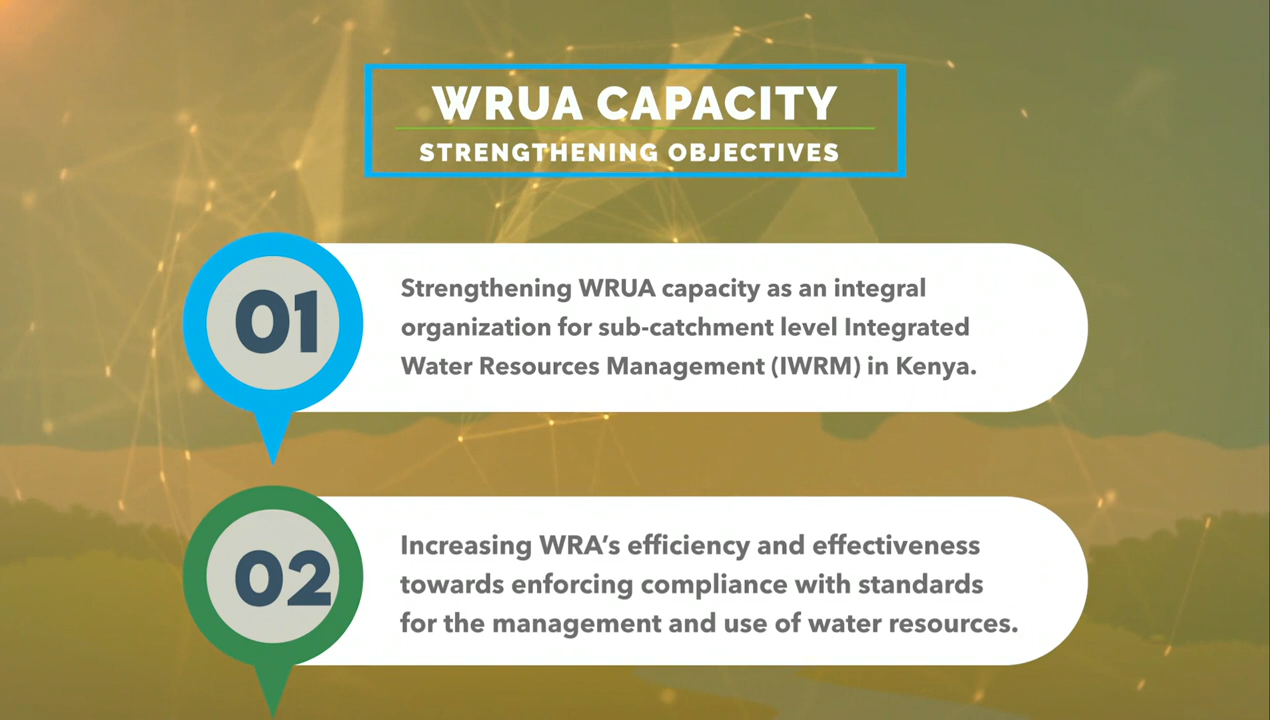 WRUA CAPACITY
STRENGTHENING OBJECTIVES
01
Strengthening WRUA capacity as an integral
organization for sub-catchment level Integrated
Water Resources Management (IWRM) in Kenya.
02
Increasing WRA’s efficiency and effectiveness
towards enforcing compliance with standards
for the management and use of water resources.